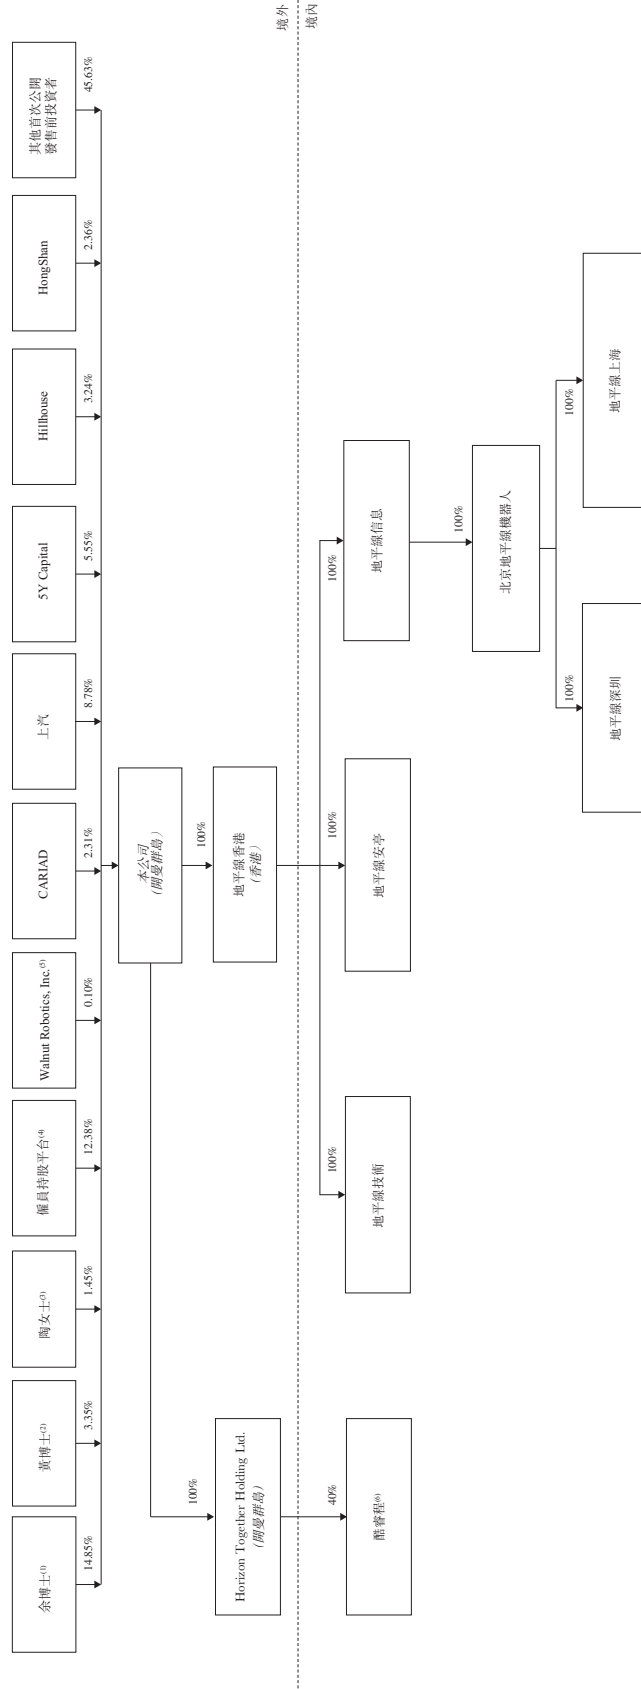 余博士(1)
黃博士(2)
陶女士(3)
僱員持股平台(4)
Walnut Robotics, Inc.(5)
CARIAD
上汽
5Y Capital
Hillhouse
HongShan
其他首次公開
發售前投資者
14.85%
3.35%
1.45%
12.38%
0.10%
2.31%
8.78%
5.55%
3.24%
2.36%
45.63%
本公司
(開曼群島)
100%
100%
Horizon Together Holding Ltd.
(開曼群島)
地平線香港
(香港)
境外
境內
40%
100%
100%
100%
酷睿程(6)
地平線技術
地平線安亭
地平線信息
100%
北京地平線機器人
100%
100%
地平線深圳
地平線上海